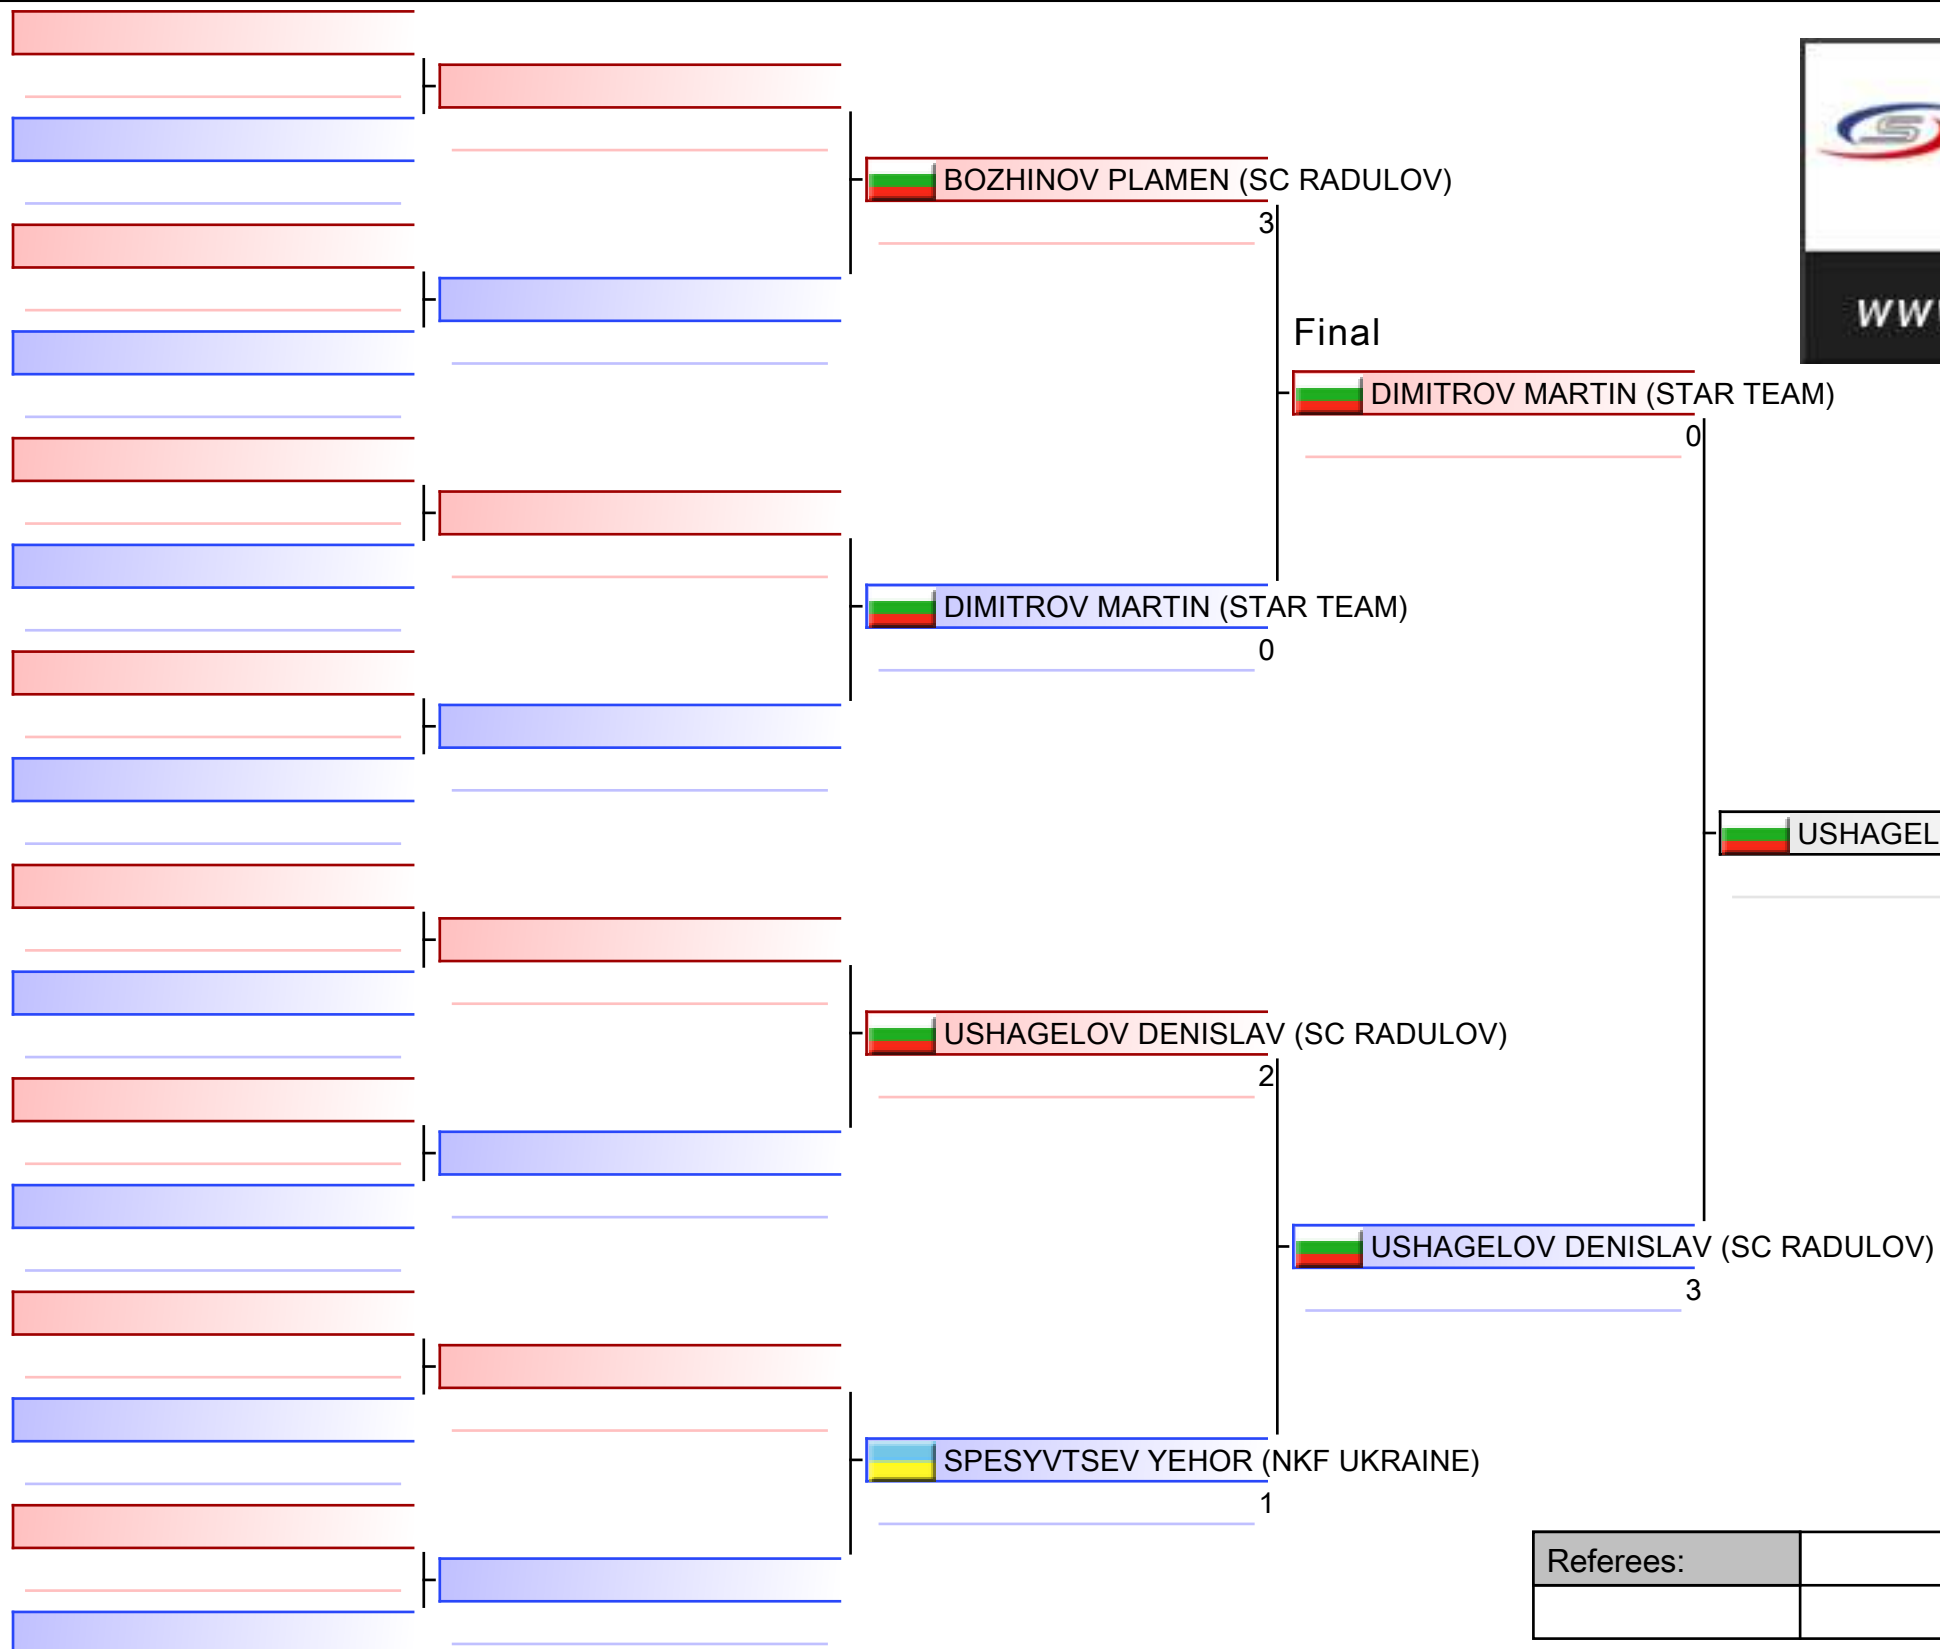 BOZHINOV PLAMEN (SC RADULOV)
3
Final
DIMITROV MARTIN (STAR TEAM)
0
DIMITROV MARTIN (STAR TEAM)
0
USHAGEL
USHAGELOV DENISLAV (SC RADULOV)
2
USHAGELOV DENISLAV (SC RADULOV)
3
SPESYVTSEV YEHOR (NKF UKRAINE)
1
Referees: